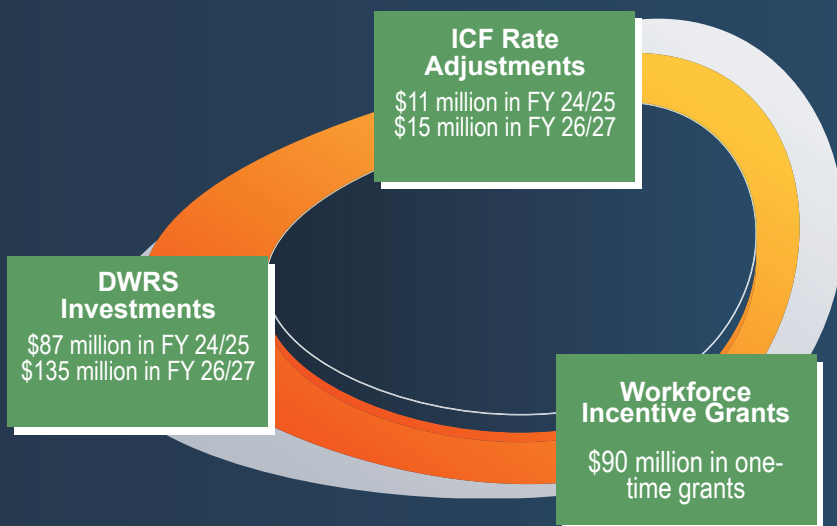 ICF Rate
Adjustments
$11 million in FY 24/25
$15 million in FY 26/27
DWRS
Investments
$87 million in FY 24/25
$135 million in FY 26/27
Workforce
Incentive Grants
$90 million in one-
time grants